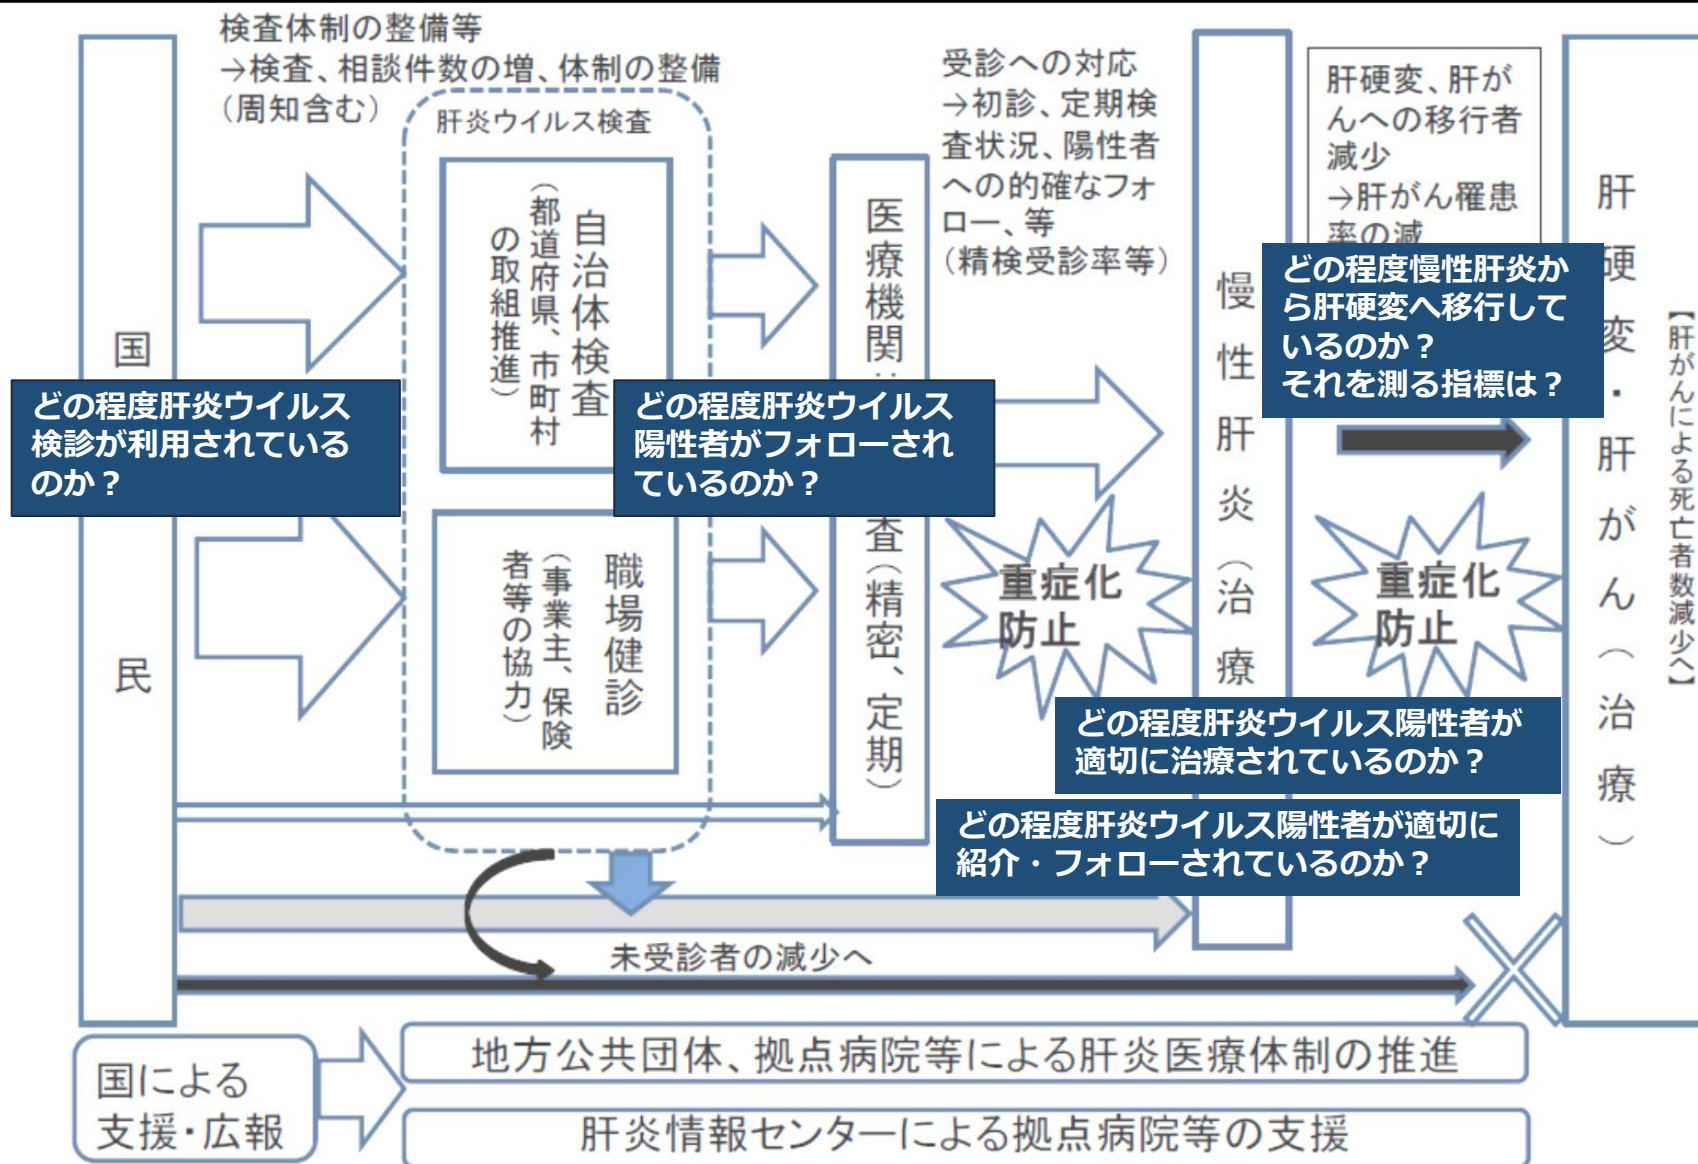 検査体制の整備等
→検査、相談件数の増、体制の整備
（周知含む）
肝炎ウイルス検査
国
民
自治体検査
（都道府県、市町村
の取組推進）
職場健診
（事業主、保険
者等の協力）
医療機関
査（精密、定期）
受診への対応
→初診、定期検
査状況、陽性者
への的確なフォ
ロー、等
（精検受診率等）
慢性肝炎（治療
肝硬変、肝が
んへの移行者
減少
→肝がん罹患
率の減
肝硬変・肝がん（治療）
【肝がんによる死亡者数減少へ】
どの程度肝炎ウイルス
検診が利用されている
のか？
どの程度肝炎ウイルス
陽性者がフォローされ
ているのか？
どの程度慢性肝炎か
ら肝硬変へ移行して
いるのか？
それを測る指標は？
重症化
防止
重症化
防止
どの程度肝炎ウイルス陽性者が
適切に治療されているのか？
どの程度肝炎ウイルス陽性者が適切に
紹介・フォローされているのか？
未受診者の減少へ
国による
支援・広報
地方公共団体、拠点病院等による肝炎医療体制の推進
肝炎情報センターによる拠点病院等の支援